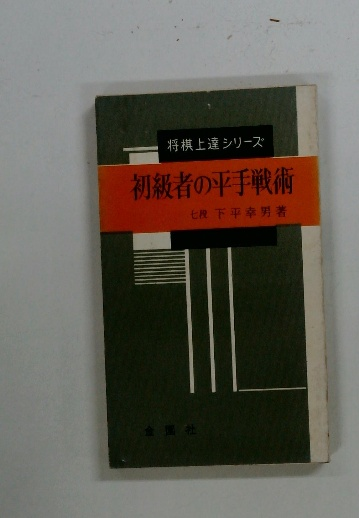 将棋上達シリーズ
初級者の平手戦術
七段 下平幸男著
金園社